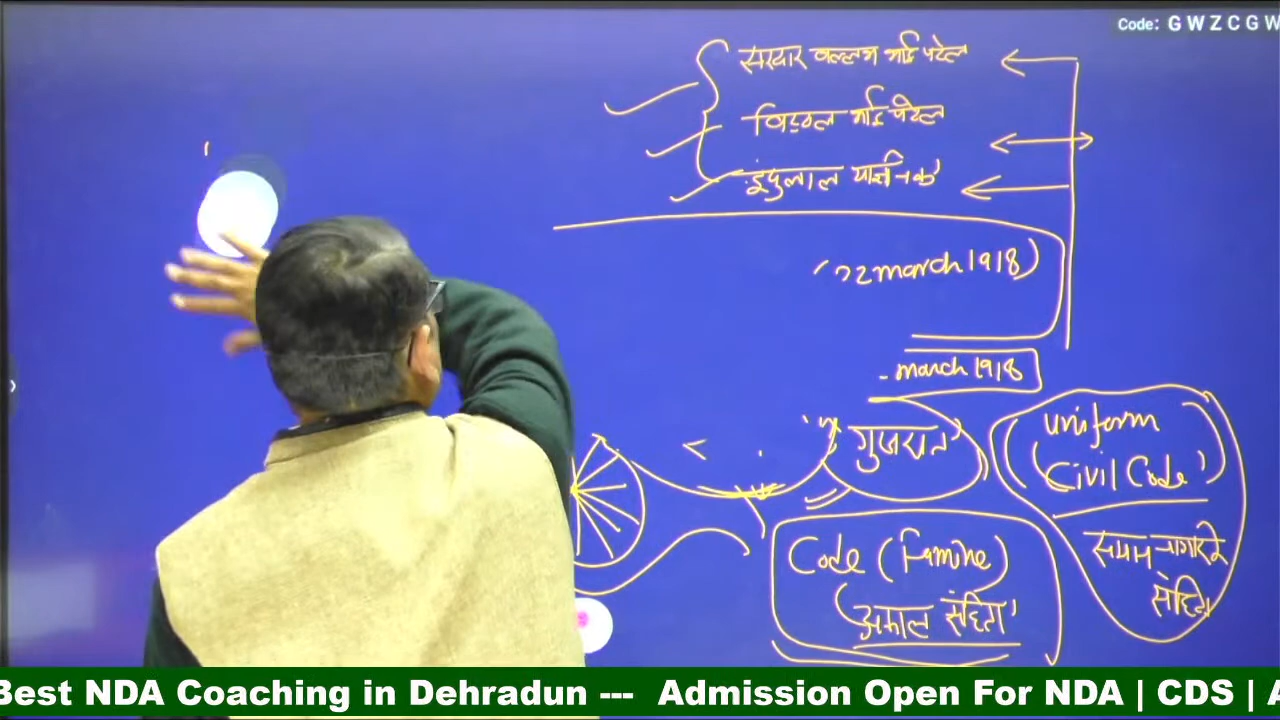 Code: G W Z C G W
सरदार वल्लभ भाई पटेल
विट्ठल भाई पटेल
इंदुलाल याज्ञनिक
(22 march 1918)
- march 1918
गुजरात
uniform
Civil Code
समान नागरिक
संहिता
Code (Famine)
अकाल संहिता
Best NDA Coaching in Dehradun --- Admission Open For NDA | CDS | A